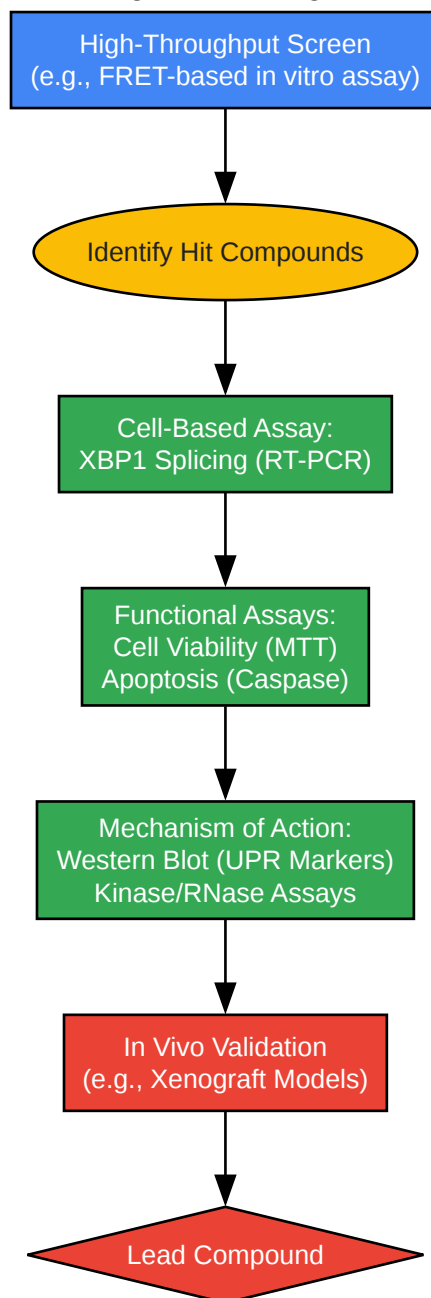 High-Throughput Screen
(e.g., FRET-based in vitro assay)
Identify Hit Compounds
Cell-Based Assay:
XBP1 Splicing (RT-PCR)
Functional Assays:
Cell Viability (MTT)
Apoptosis (Caspase)
Mechanism of Action:
Western Blot (UPR Markers)
Kinase/RNase Assays
In Vivo Validation
(e.g., Xenograft Models)
Lead Compound